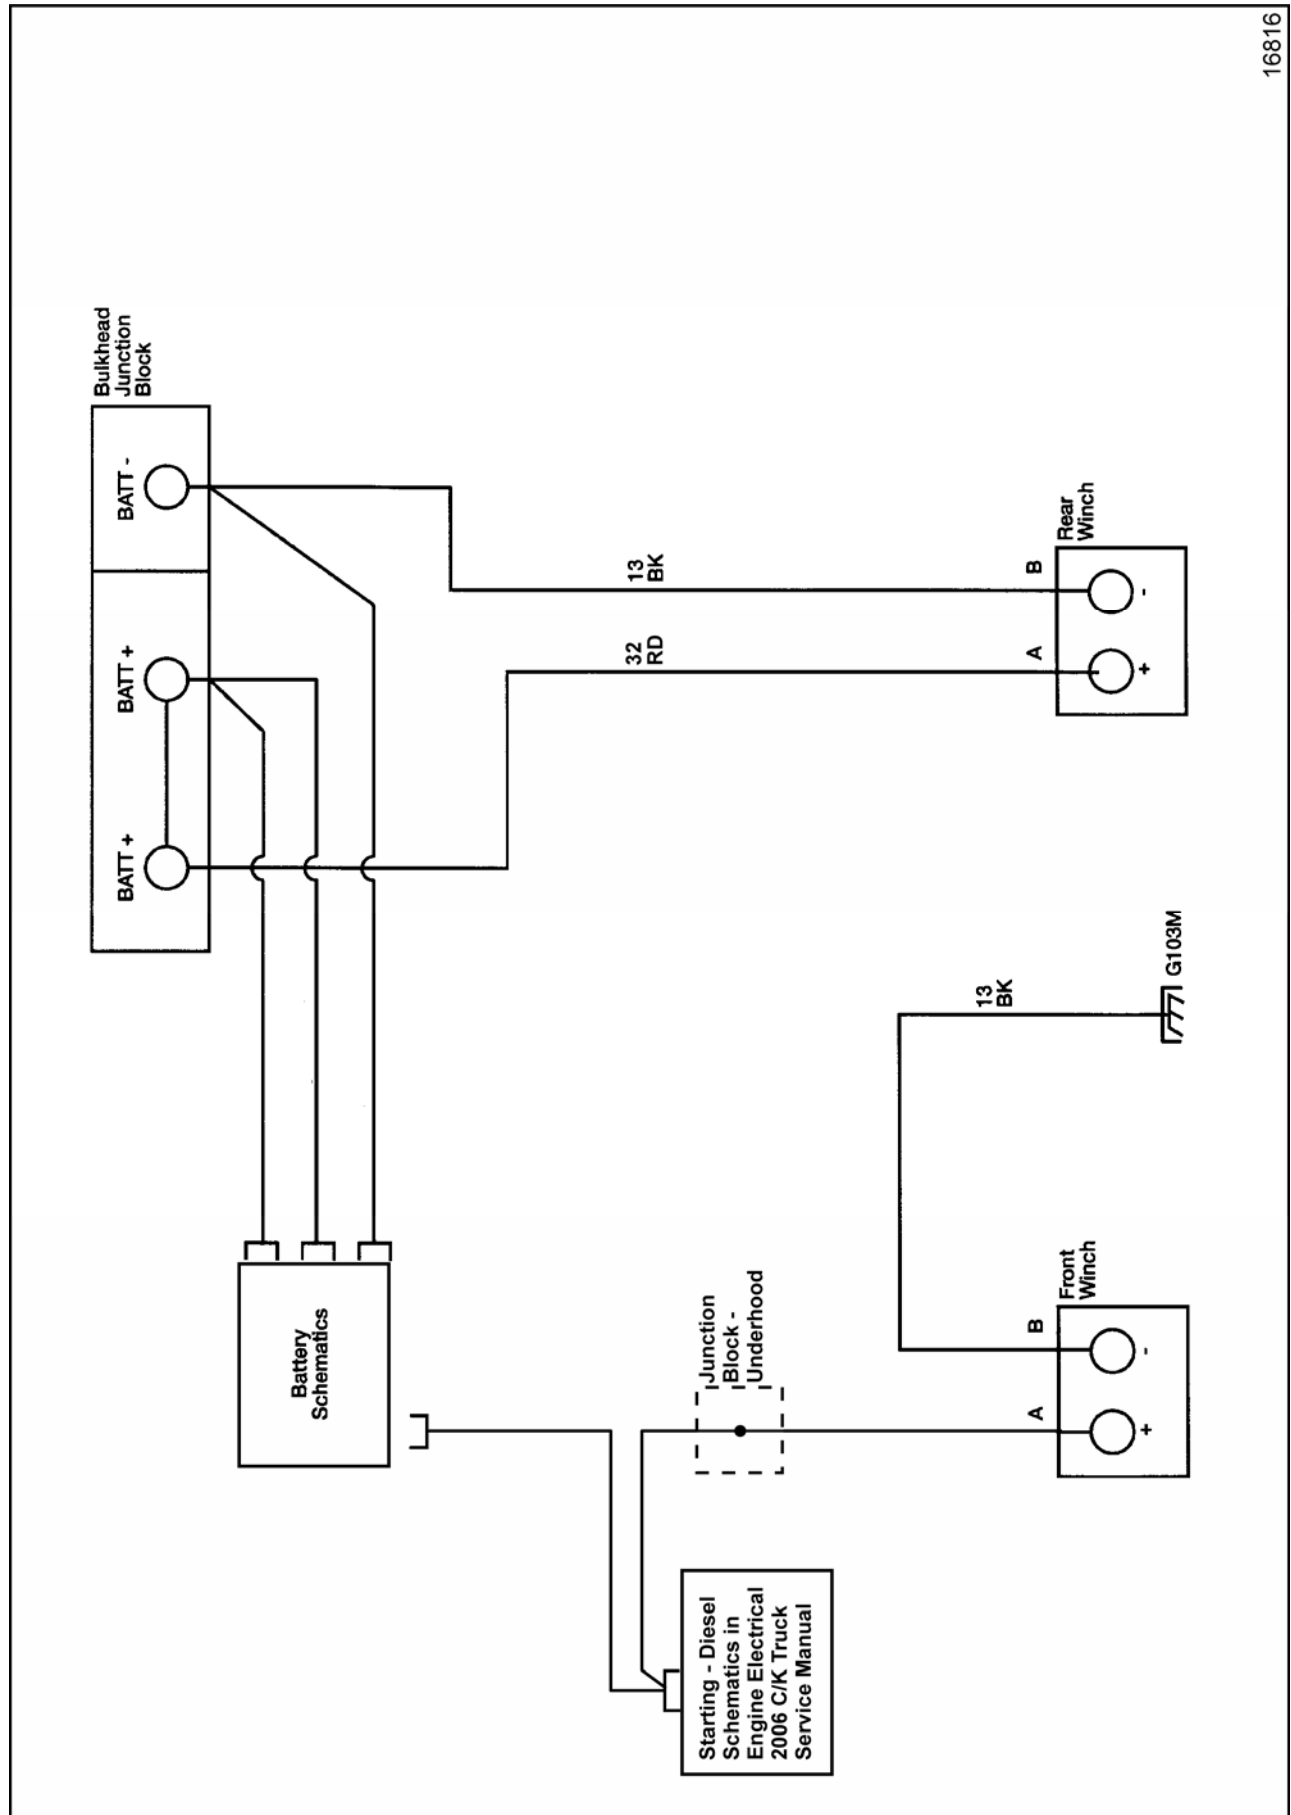 16816
Bulkhead
Junction
Block
BATT +
BATT +
BATT -
Battery
Schematics
32
RD
13
BK
Junction
Block -
Underhood
Starting - Diesel
Schematics in
Engine Electrical
2006 C/K Truck
Service Manual
13
BK
G103M
Front
Winch
A
B
+
-
Rear
Winch
A
B
+
-